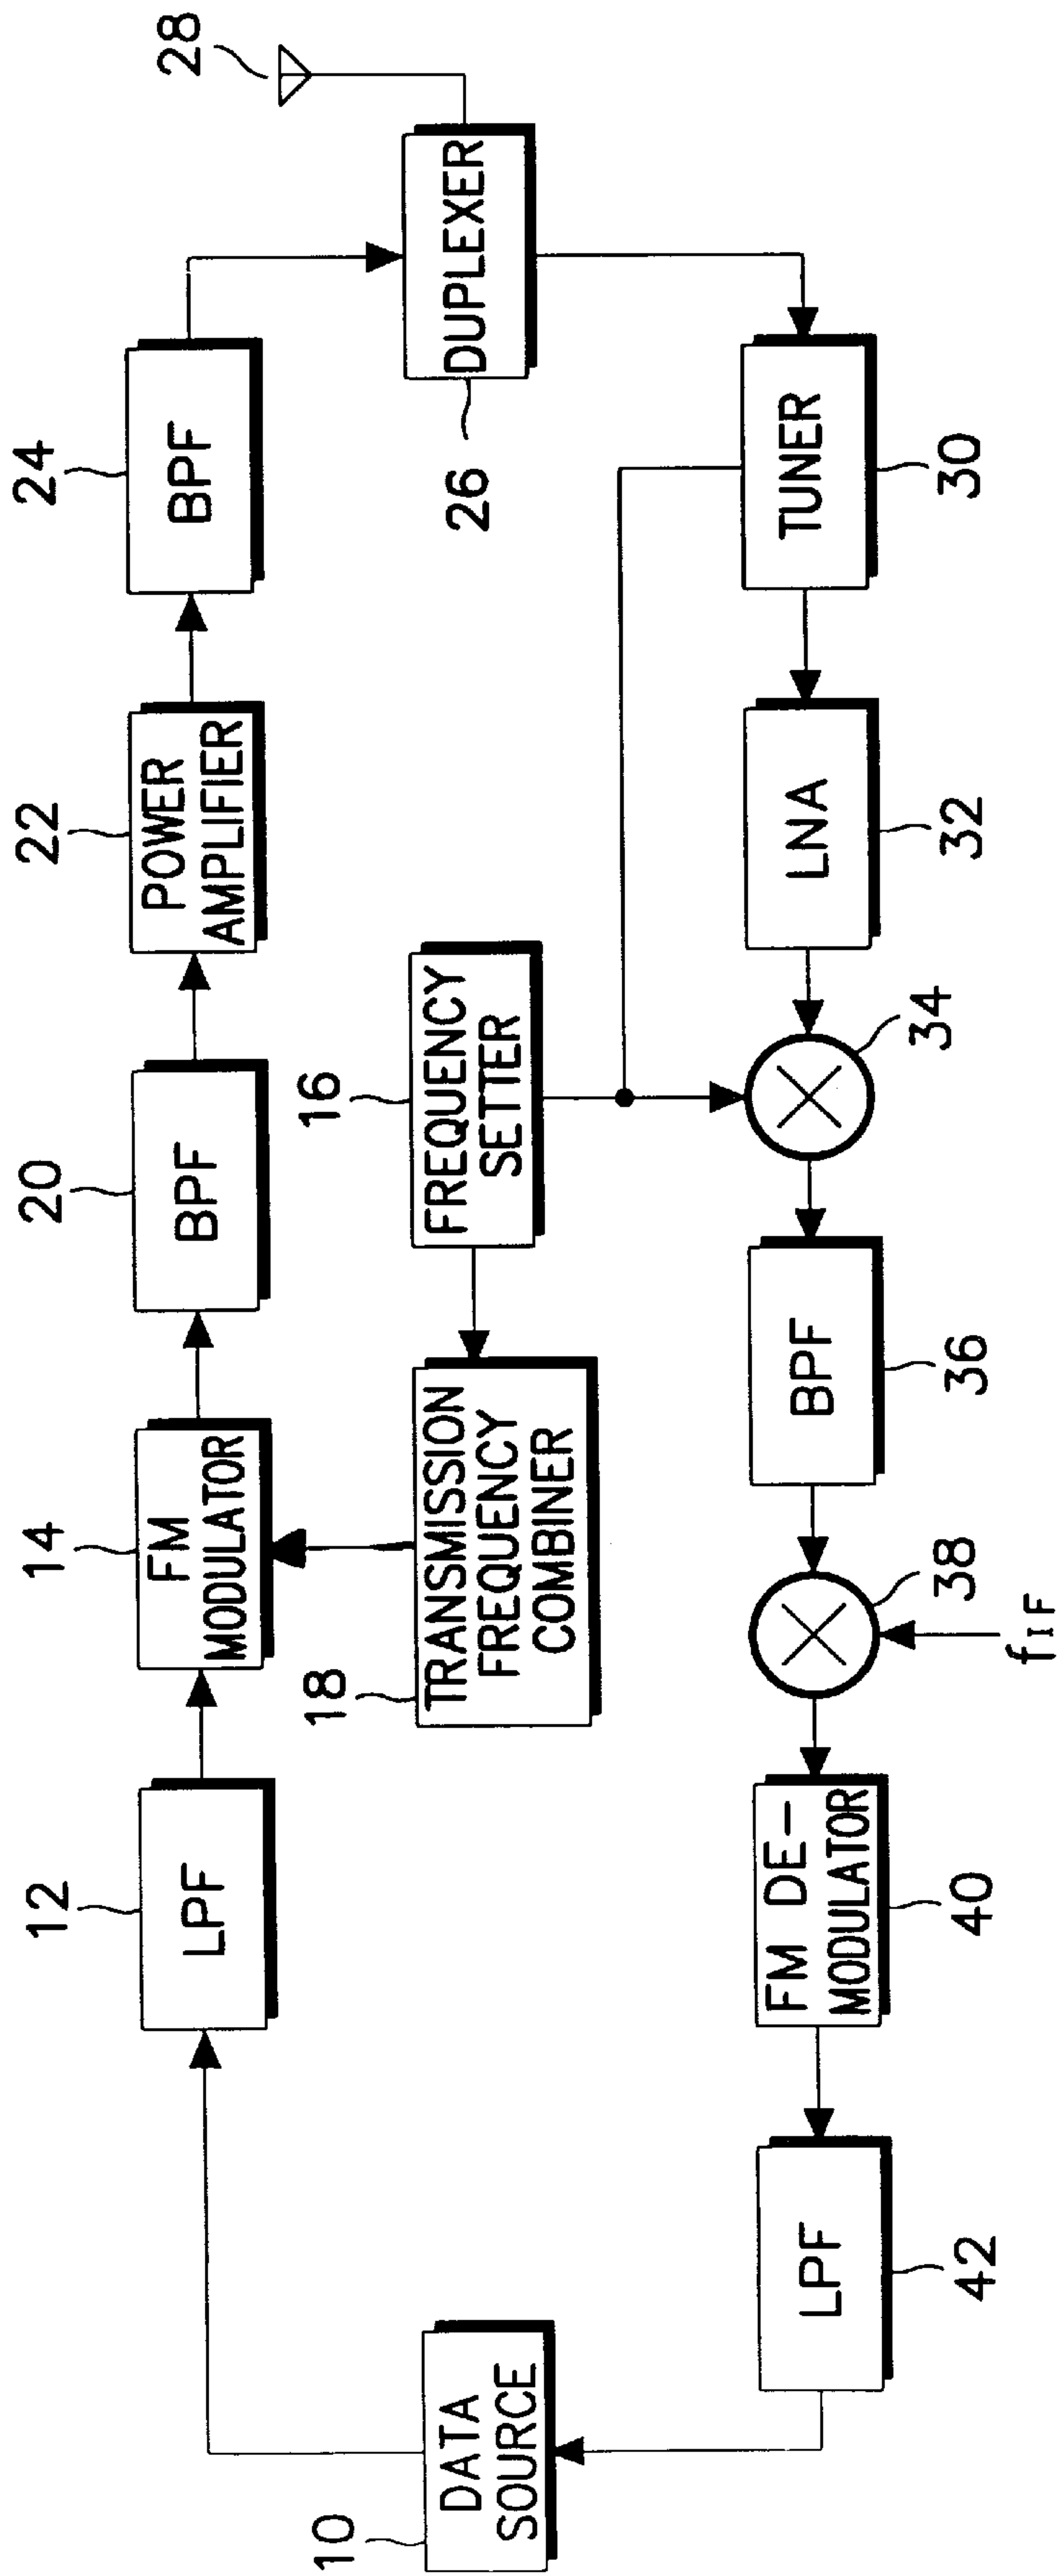 12
14
20
22
24
LPF
FM
MODULATOR
BPF
POWER
AMPLIFIER
BPF
28
10
18
16
DATA
SOURCE
TRANSMISSION
FREQUENCY
COMBINER
FREQUENCY
SETTER
DUPLEXER
26
LPF
FM DE-
MODULATOR
BPF
LNA
TUNER
42
40
38
36
34
32
30
fIF